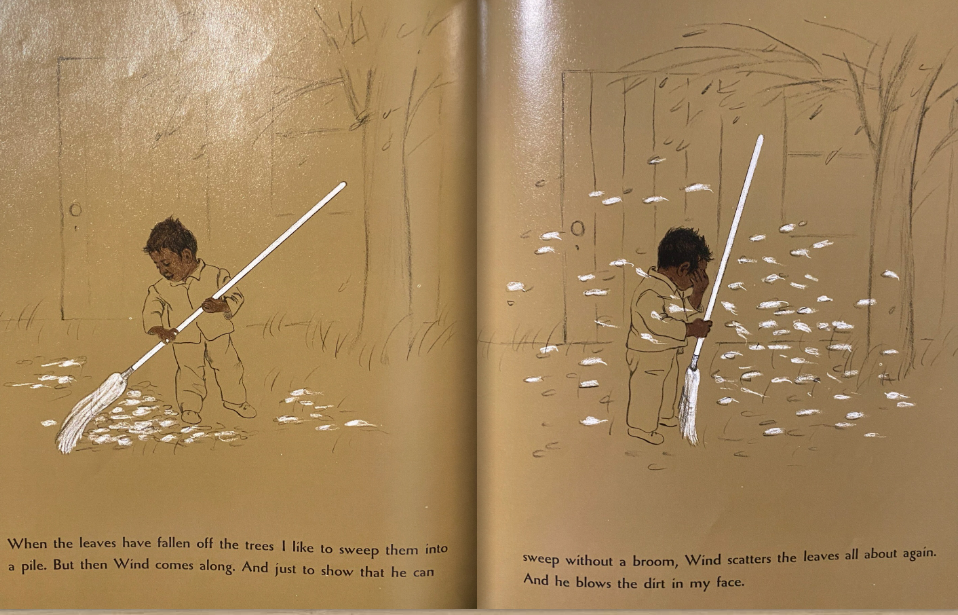 When the leaves have fallen off the trees I like to sweep them into
a pile. But then Wind comes along. And just to show that he can
sweep without a broom, Wind scatters the leaves all about again.
And he blows the dirt in my face.